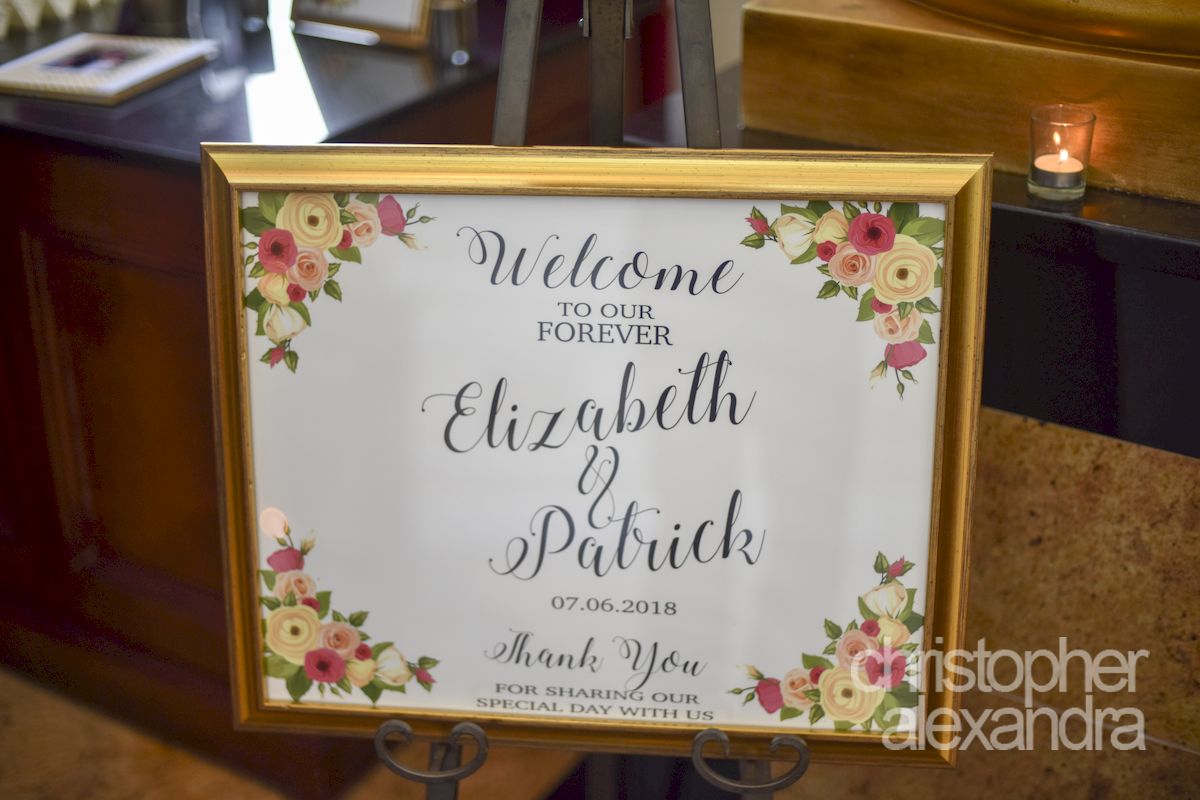 Welcome
TO OUR
FOREVER
Elizabeth
&
Patrick
07.06.2018
Thank You
FOR SHARING OUR
SPECIAL DAY WITH US
christopher
alexandra